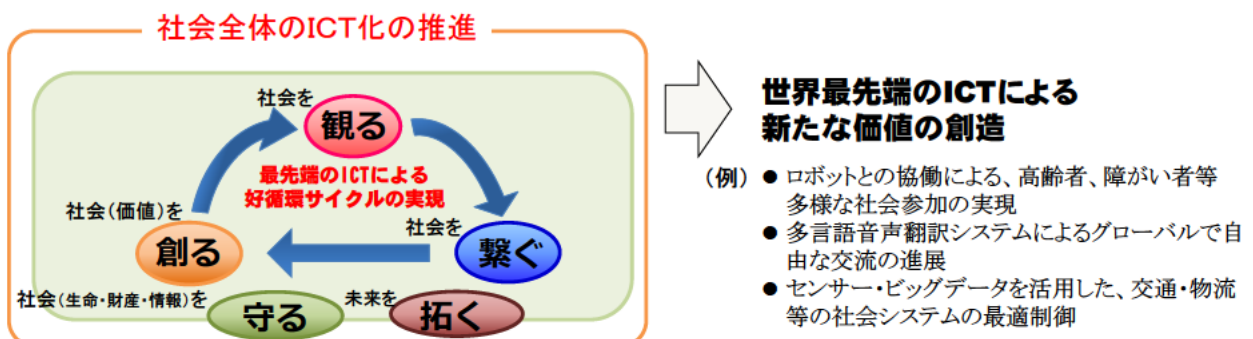 社会全体のICT化の推進
社会を
観る
最先端のICTによる
好循環サイクルの実現
社会(価値)を
創る
社会を
繋ぐ
社会(生命・財産・情報)を
守る
未来を
拓く
世界最先端のICTによる
新たな価値の創造
(例) ● ロボットとの協働による、高齢者、障がい者等
多様な社会参加の実現
● 多言語音声翻訳システムによるグローバルで自
由な交流の進展
● センサー・ビッグデータを活用した、交通・物流
等の社会システムの最適制御